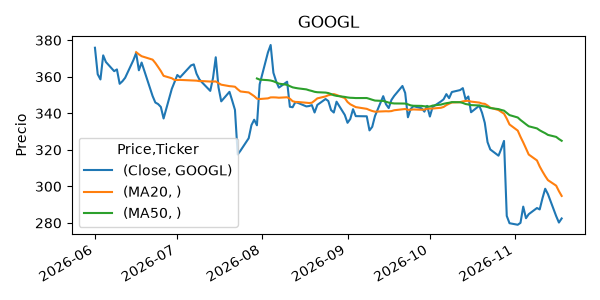 GOOGL
Precio
380
360
340
320
300
280
Price,Ticker
(Close, GOOGL)
(MA20, )
(MA50, )
2026-06
2026-07
2026-08
2026-09
2026-10
2026-11